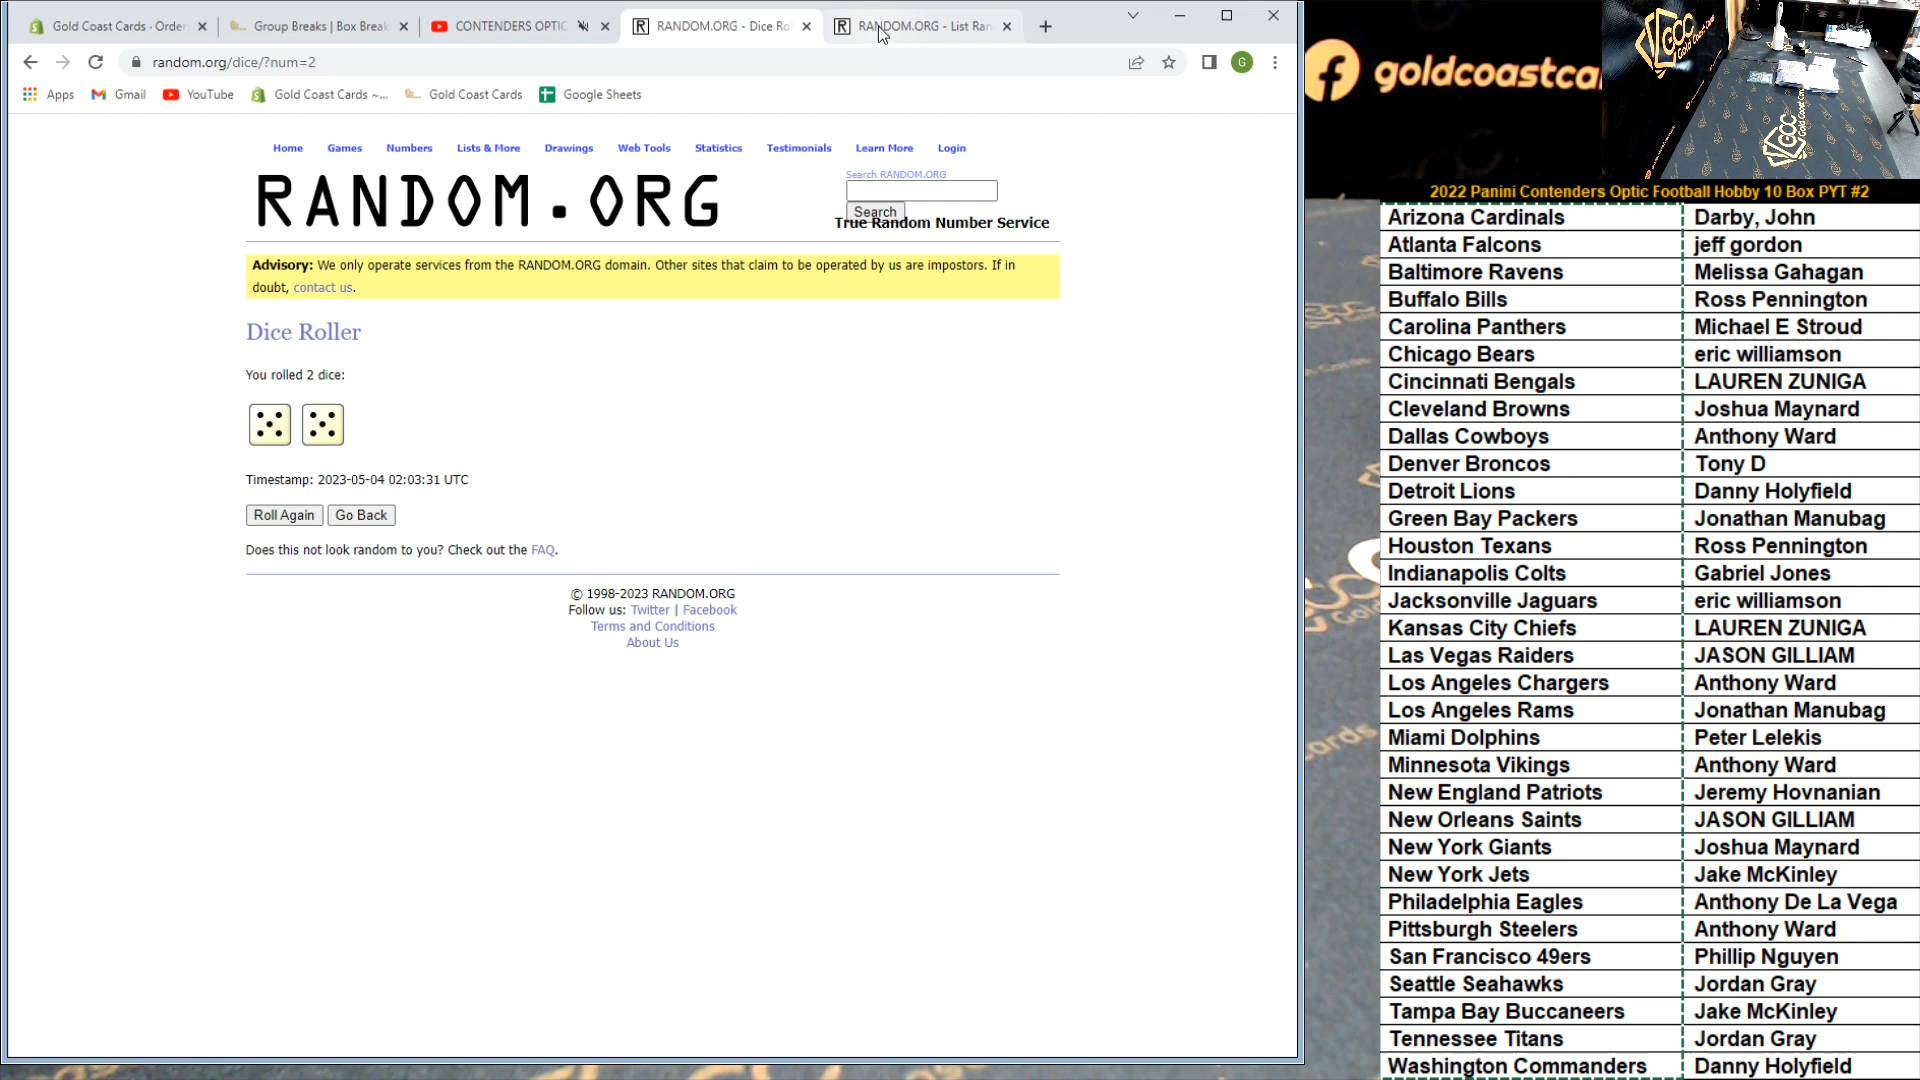 Gold Coast Cards - Order
Group Breaks | Box Break
CONTENDERS OPTIC
RANDOM.ORG - Dice Ro
RANDOM.ORG - List Ran
random.org/dice/?num=2
G
Apps
Gmail
YouTube
Gold Coast Cards ~...
Gold Coast Cards
Google Sheets
Home
Games
Numbers
Lists & More
Drawings
Web Tools
Statistics
Testimonials
Learn More
Login
RANDOM.ORG
Search RANDOM.ORG
Search
True Random Number Service
Advisory: We only operate services from the RANDOM.ORG domain. Other sites that claim to be operated by us are impostors. If in
doubt, contact us.
Dice Roller
You rolled 2 dice:
Timestamp: 2023-05-04 02:03:31 UTC
Roll Again
Go Back
Does this not look random to you? Check out the FAQ.
© 1998-2023 RANDOM.ORG
Follow us: Twitter | Facebook
Terms and Conditions
About Us
goldcoastca
GCC
Gold Coast Cards
2022 Panini Contenders Optic Football Hobby 10 Box PYT #2
Arizona Cardinals Darby, John
Atlanta Falcons jeff gordon
Baltimore Ravens Melissa Gahagan
Buffalo Bills Ross Pennington
Carolina Panthers Michael E Stroud
Chicago Bears eric williamson
Cincinnati Bengals LAUREN ZUNIGA
Cleveland Browns Joshua Maynard
Dallas Cowboys Anthony Ward
Denver Broncos Tony D
Detroit Lions Danny Holyfield
Green Bay Packers Jonathan Manubag
Houston Texans Ross Pennington
Indianapolis Colts Gabriel Jones
Jacksonville Jaguars eric williamson
Kansas City Chiefs LAUREN ZUNIGA
Las Vegas Raiders JASON GILLIAM
Los Angeles Chargers Anthony Ward
Los Angeles Rams Jonathan Manubag
Miami Dolphins Peter Lelekis
Minnesota Vikings Anthony Ward
New England Patriots Jeremy Hovnanian
New Orleans Saints JASON GILLIAM
New York Giants Joshua Maynard
New York Jets Jake McKinley
Philadelphia Eagles Anthony De La Vega
Pittsburgh Steelers Anthony Ward
San Francisco 49ers Phillip Nguyen
Seattle Seahawks Jordan Gray
Tampa Bay Buccaneers Jake McKinley
Tennessee Titans Jordan Gray
Washington Commanders Danny Holyfield